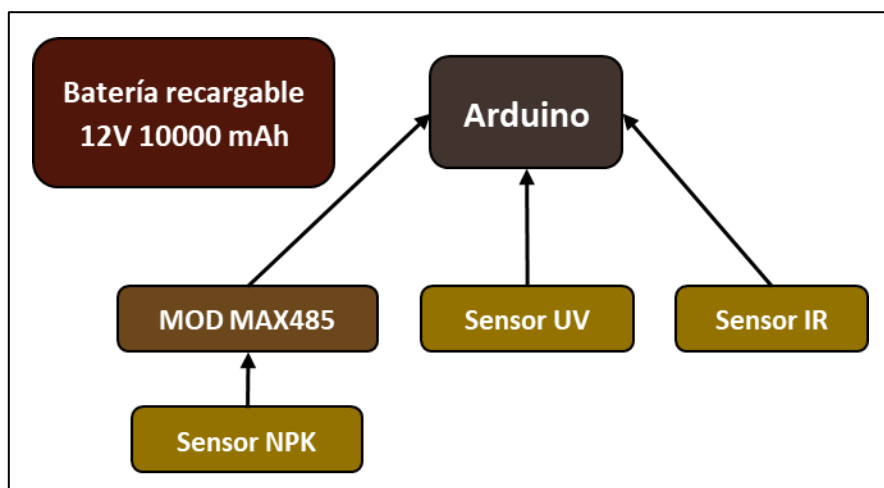 Batería recargable
12V 10000 mAh
Arduino
MOD MAX485
Sensor UV
Sensor IR
Sensor NPK